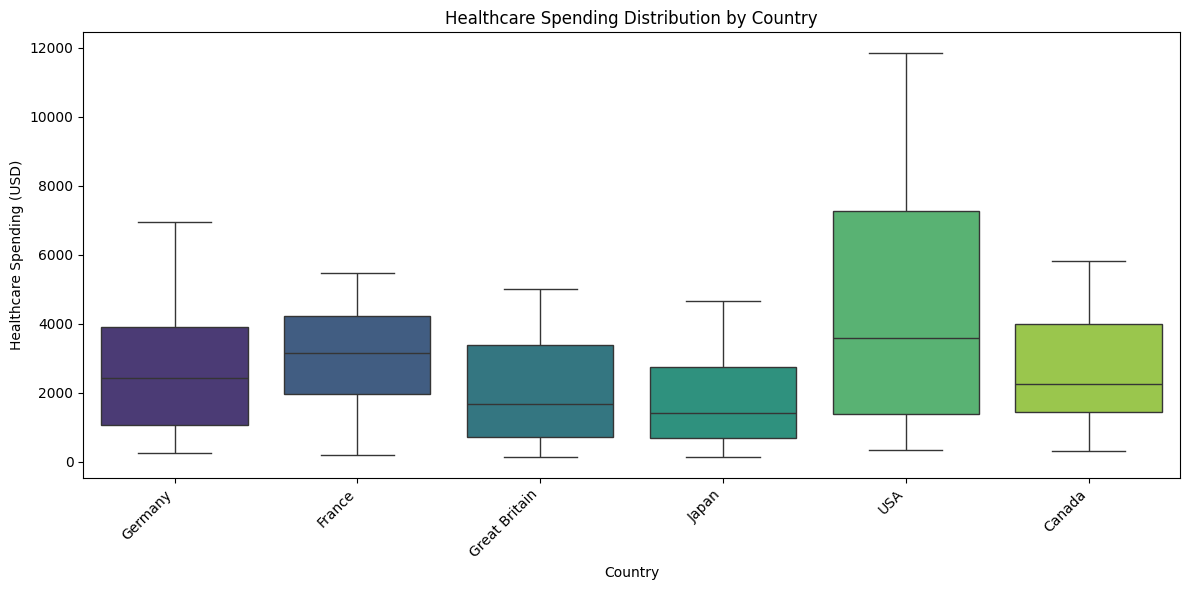 Healthcare Spending Distribution by Country
Healthcare Spending (USD)
12000
10000
8000
6000
4000
2000
0
Germany
France
Great Britain
Japan
USA
Canada
Country